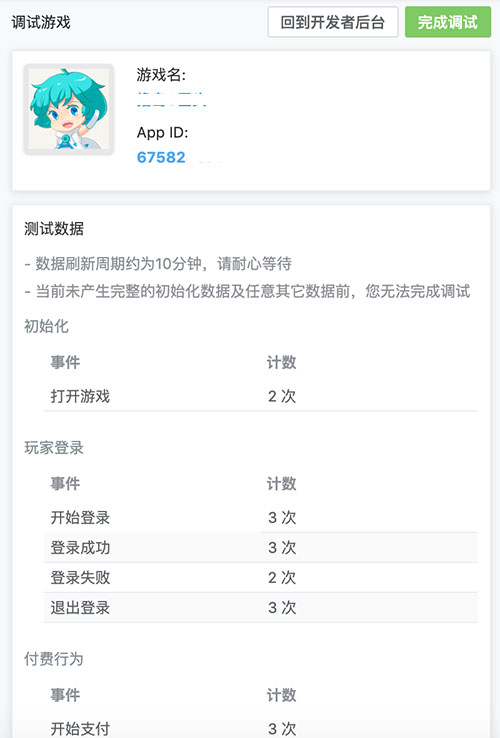 调试游戏
回到开发者后台
完成调试
游戏名:
App ID:
67582
测试数据
- 数据刷新周期约为10分钟，请耐心等待
- 当前未产生完整的初始化数据及任意其它数据前，您无法完成调试
初始化
事件 计数
打开游戏 2 次
玩家登录
事件 计数
开始登录 3 次
登录成功 3 次
登录失败 2 次
退出登录 3 次
付费行为
事件 计数
开始支付 3 次